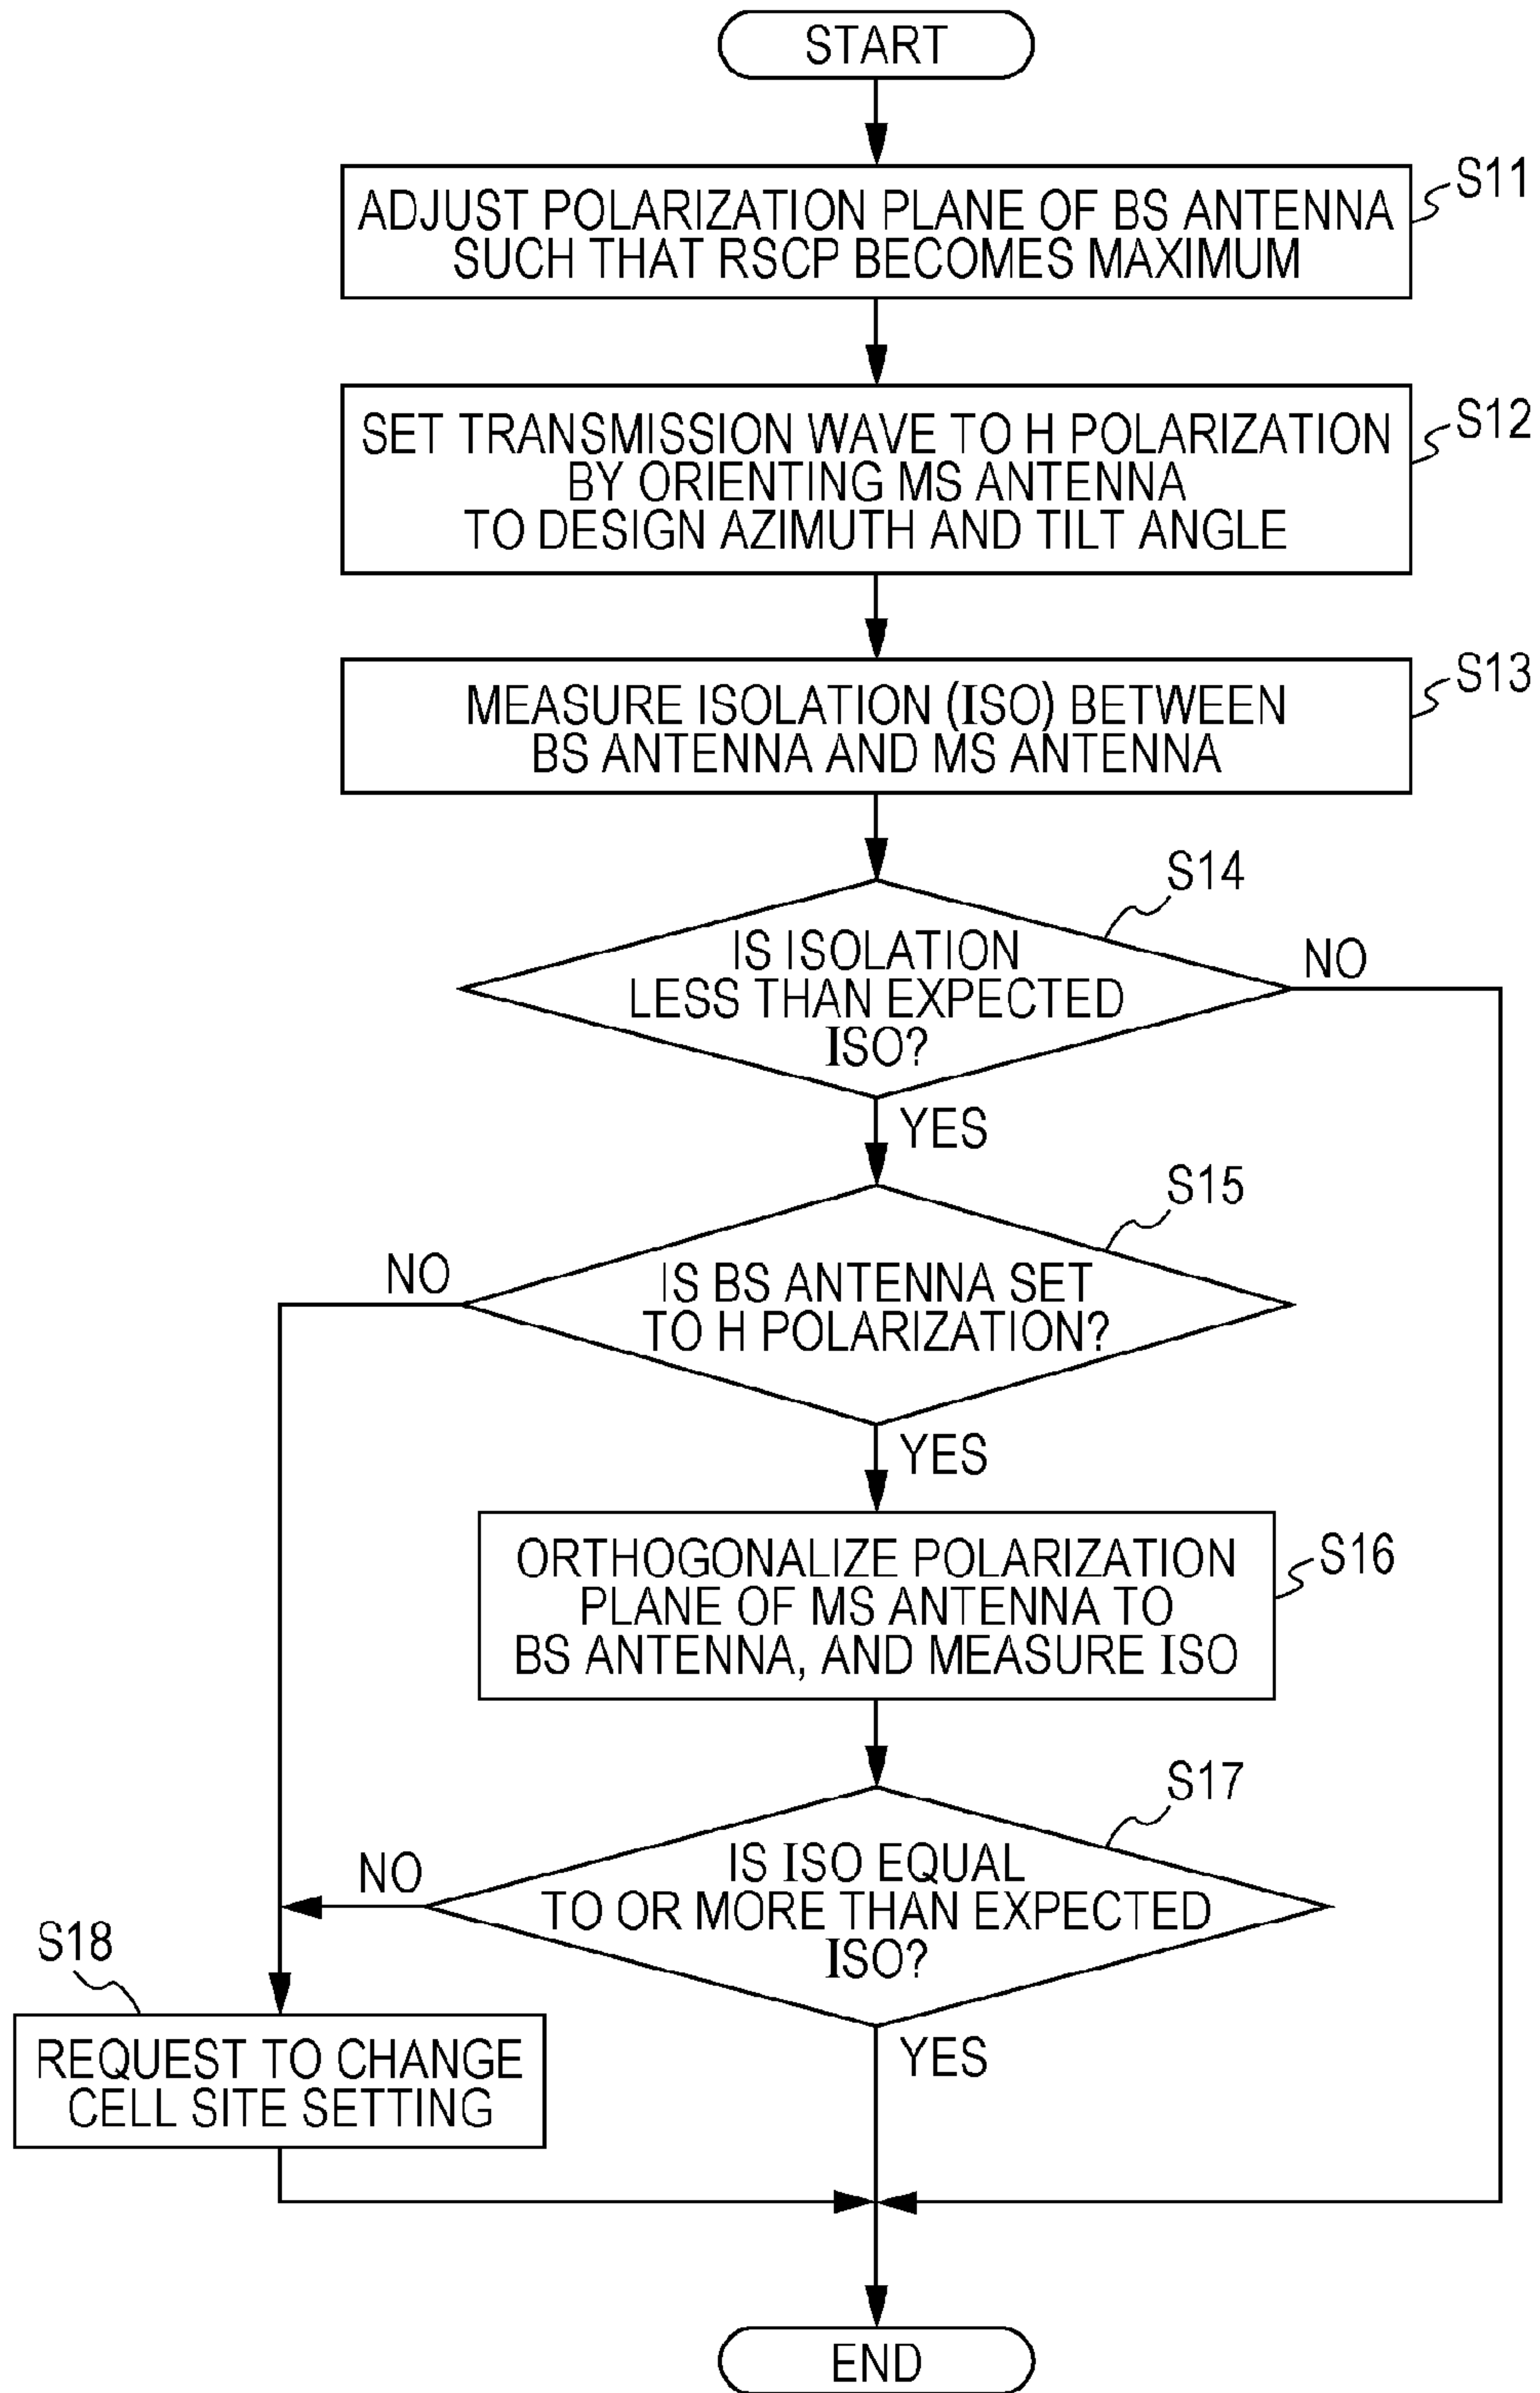 START
S11
ADJUST POLARIZATION PLANE OF BS ANTENNA
SUCH THAT RSCP BECOMES MAXIMUM
S12
SET TRANSMISSION WAVE TO H POLARIZATION
BY ORIENTING MS ANTENNA
TO DESIGN AZIMUTH AND TILT ANGLE
S13
MEASURE ISOLATION (ISO) BETWEEN
BS ANTENNA AND MS ANTENNA
S14
IS ISOLATION
LESS THAN EXPECTED
ISO?
NO
YES
S15
IS BS ANTENNA SET
TO H POLARIZATION?
NO
YES
S16
ORTHOGONALIZE POLARIZATION
PLANE OF MS ANTENNA TO
BS ANTENNA, AND MEASURE ISO
S17
IS ISO EQUAL
TO OR MORE THAN EXPECTED
ISO?
NO
YES
S18
REQUEST TO CHANGE
CELL SITE SETTING
END